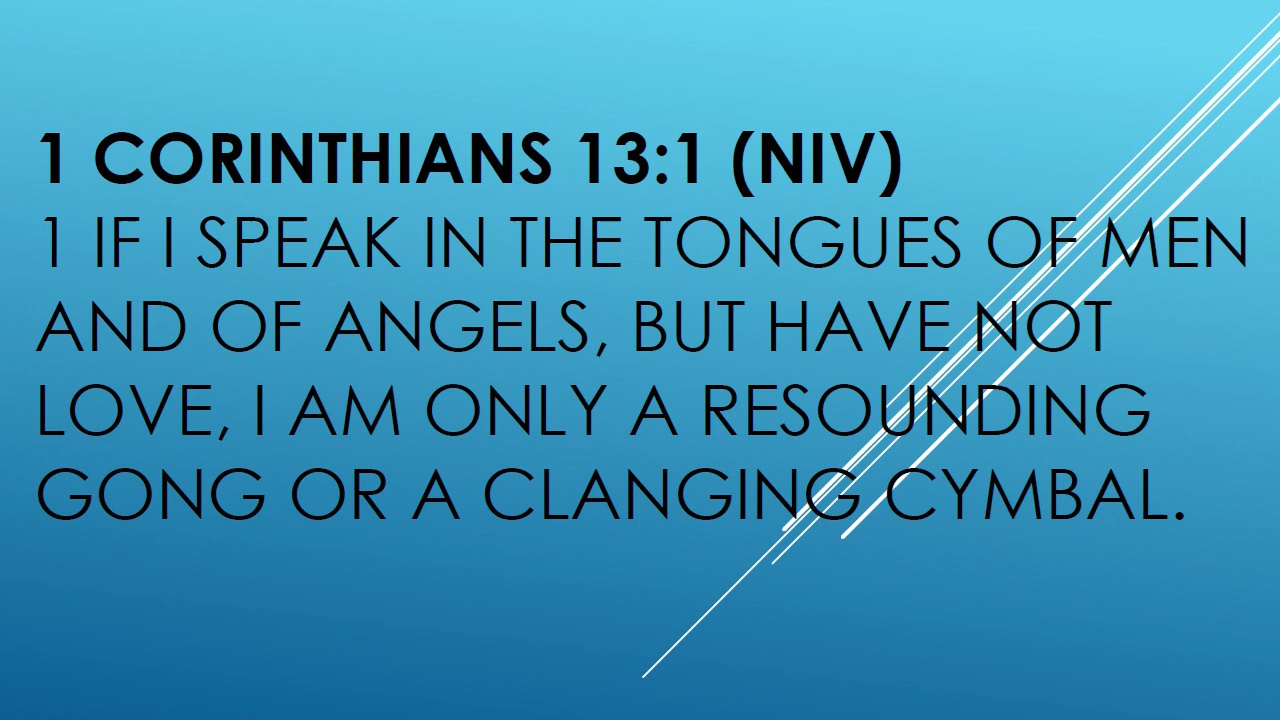 1 CORINTHIANS 13:1 (NIV)
1 IF I SPEAK IN THE TONGUES OF MEN
AND OF ANGELS, BUT HAVE NOT
LOVE, I AM ONLY A RESOUNDING
GONG OR A CLANGING CYMBAL.